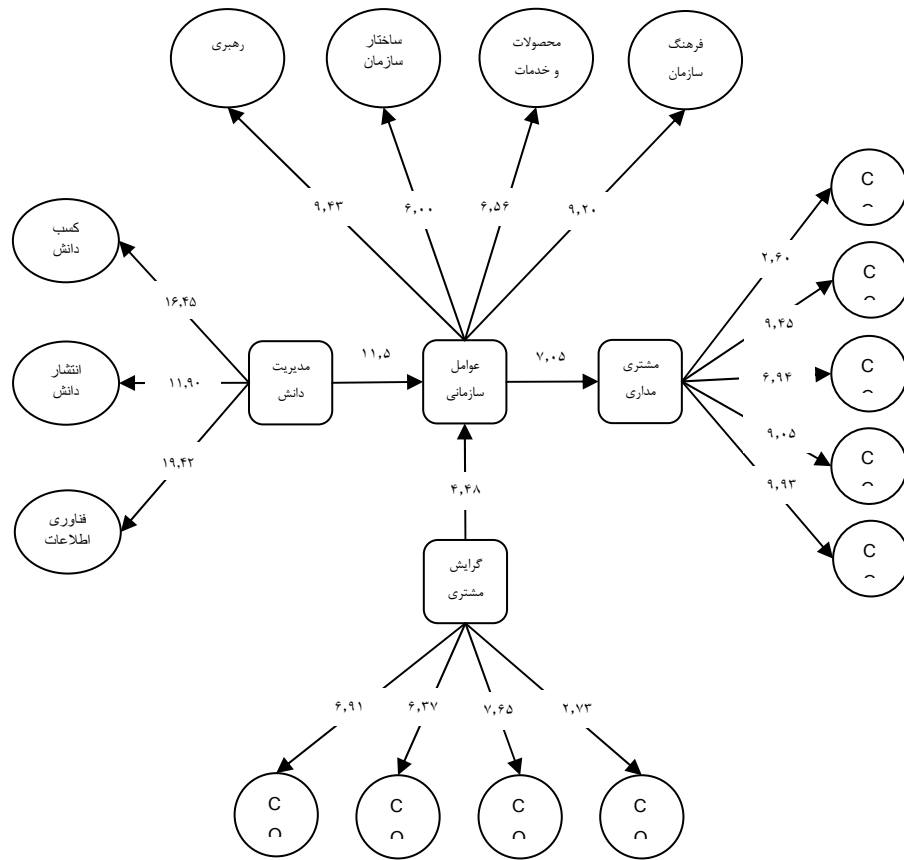 رهبری
ساختار
سازمان
محصولات
و خدمات
فرهنگ
سازمان
۹,۴۳
۶,۰۰
۶,۵۶
۹,۲۰
کسب
دانش
انتشار
دانش
فناوری
اطلاعات
۱۶,۴۵
۱۱,۹۰
۱۹,۴۲
مدیریت
دانش
۱۱,۵
عوامل
سازمانی
۷,۰۵
مشتری
مداری
۲,۶۰
۹,۴۵
۶,۹۴
۹,۰۵
۹,۹۳
C
C
C
C
C
۴,۴۸
گرایش
مشتری
۶,۹۱
۶,۳۷
۷,۶۵
۲,۷۳
C
C
C
C